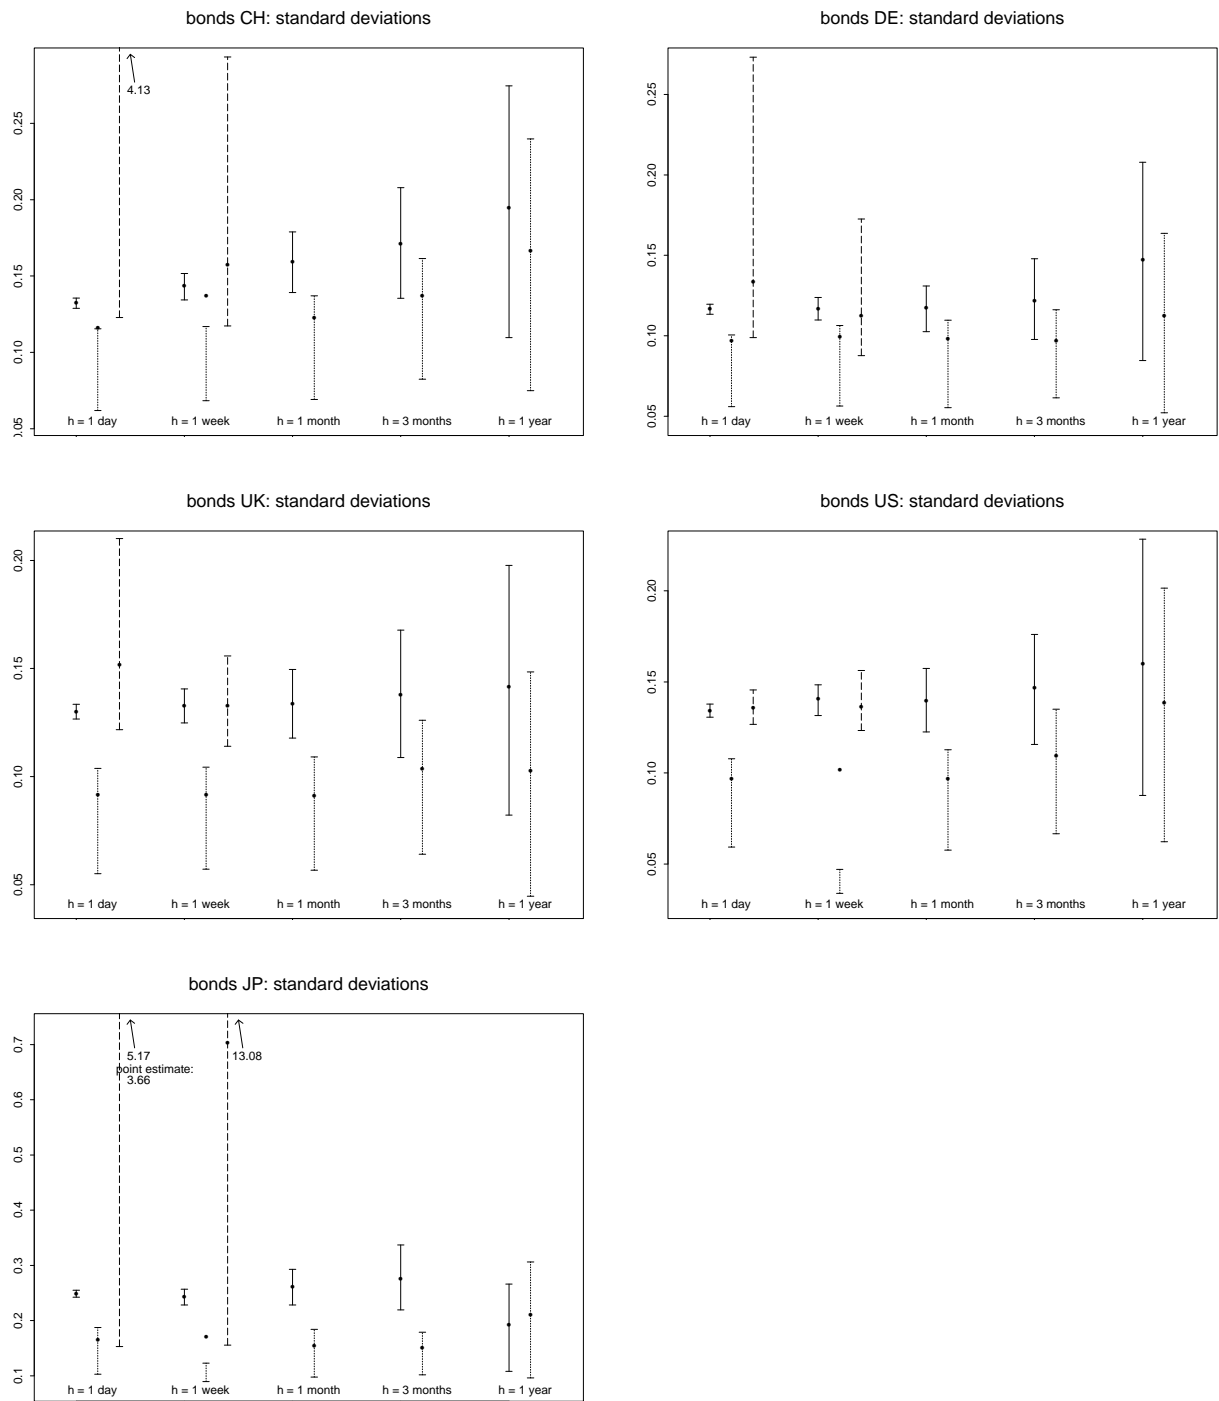 bonds CH: standard deviations
0.05
0.10
0.15
0.20
0.25
4.13
h = 1 day
h = 1 week
h = 1 month
h = 3 months
h = 1 year
bonds DE: standard deviations
0.05
0.10
0.15
0.20
0.25
h = 1 day
h = 1 week
h = 1 month
h = 3 months
h = 1 year
bonds UK: standard deviations
0.05
0.10
0.15
0.20
h = 1 day
h = 1 week
h = 1 month
h = 3 months
h = 1 year
bonds US: standard deviations
0.05
0.10
0.15
0.20
h = 1 day
h = 1 week
h = 1 month
h = 3 months
h = 1 year
bonds JP: standard deviations
0.1
0.2
0.3
0.4
0.5
0.6
0.7
5.17
point estimate:
3.66
13.08
h = 1 day
h = 1 week
h = 1 month
h = 3 months
h = 1 year